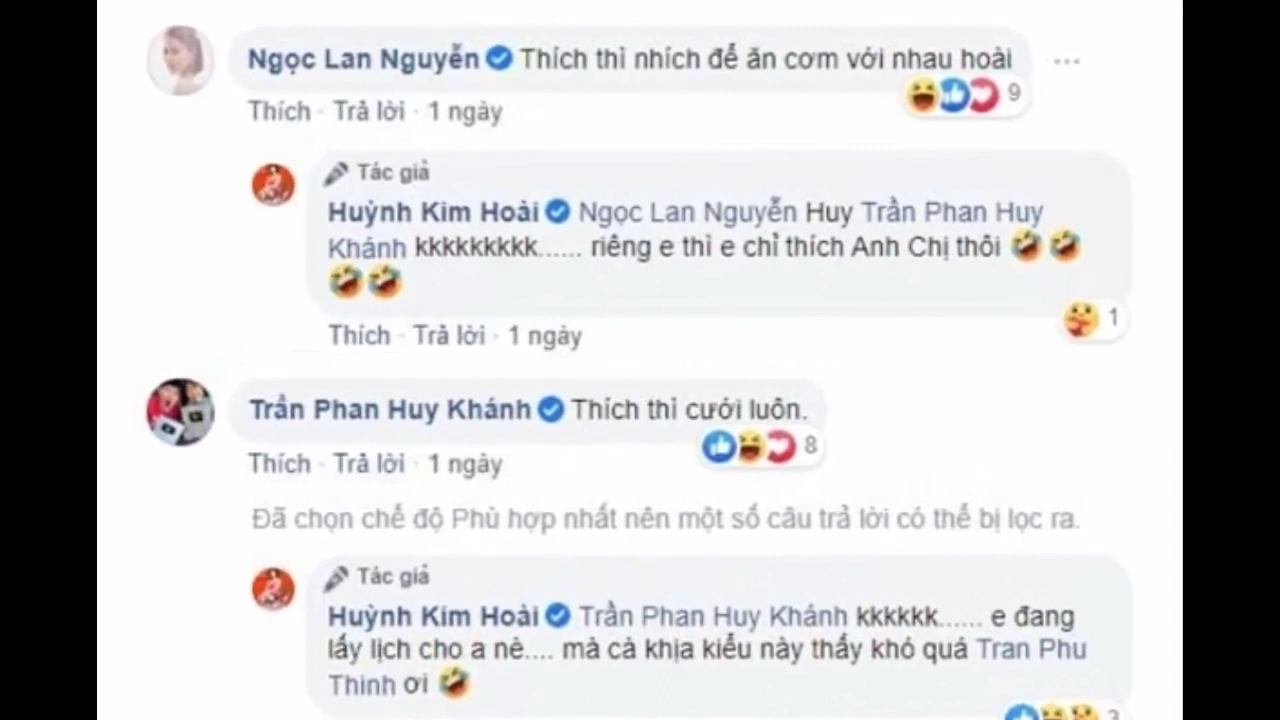 Ngọc Lan Nguyễn Thích thì nhích để ăn cơm với nhau hoài
9
Thích · Trả lời · 1 ngày
Tác giả
Huỳnh Kim Hoài Ngọc Lan Nguyễn Huy Trần Phan Huy
Khánh kkkkkkkkk...... riêng e thì e chỉ thích Anh Chị thôi
1
Thích · Trả lời · 1 ngày
Trần Phan Huy Khánh Thích thì cưới luôn.
8
Thích · Trả lời · 1 ngày
Đã chọn chế độ Phù hợp nhất nên một số câu trả lời có thể bị lọc ra.
Tác giả
Huỳnh Kim Hoài Trần Phan Huy Khánh kkkkkk...... e đang
lấy lịch cho a nè.... mà cà khịa kiểu này thấy khó quá Tran Phu
Thinh ơi
3